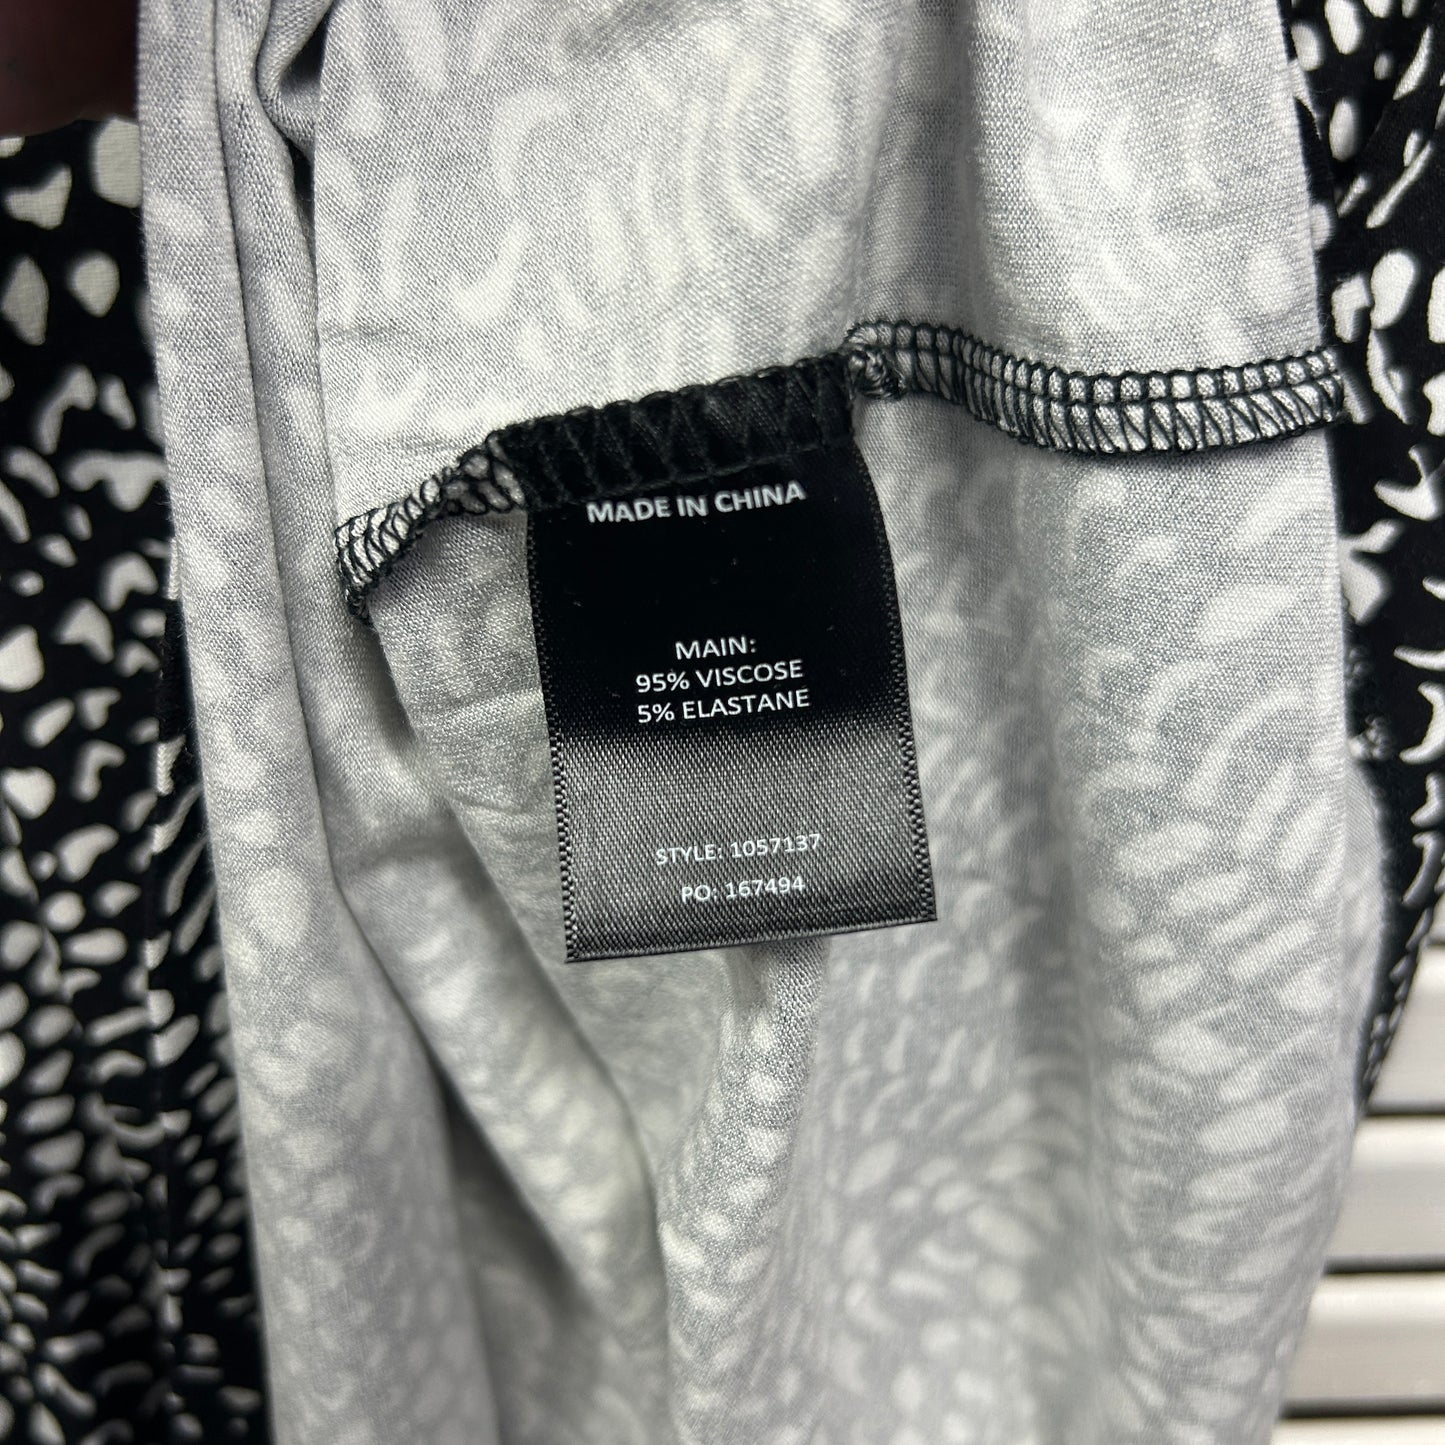 MADE IN CHINA
MAIN:
95% VISCOSE
5% ELASTANE
STYLE: 1057137
PO: 167494